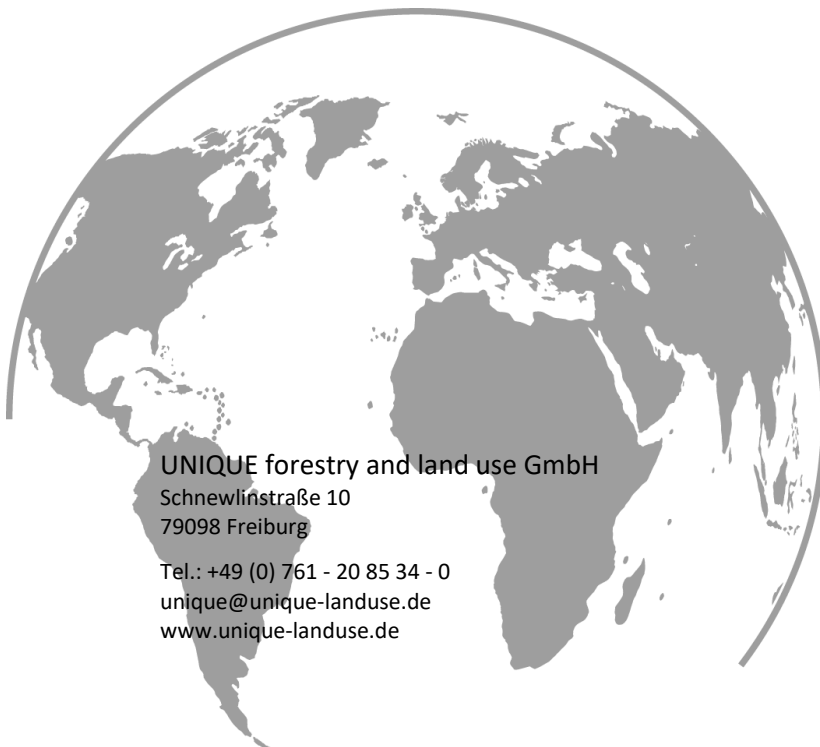 UNIQUE forestry and land use GmbH
Schnewlinstraße 10
79098 Freiburg
Tel.: +49 (0) 761 - 20 85 34 - 0
unique@unique-landuse.de
www.unique-landuse.de